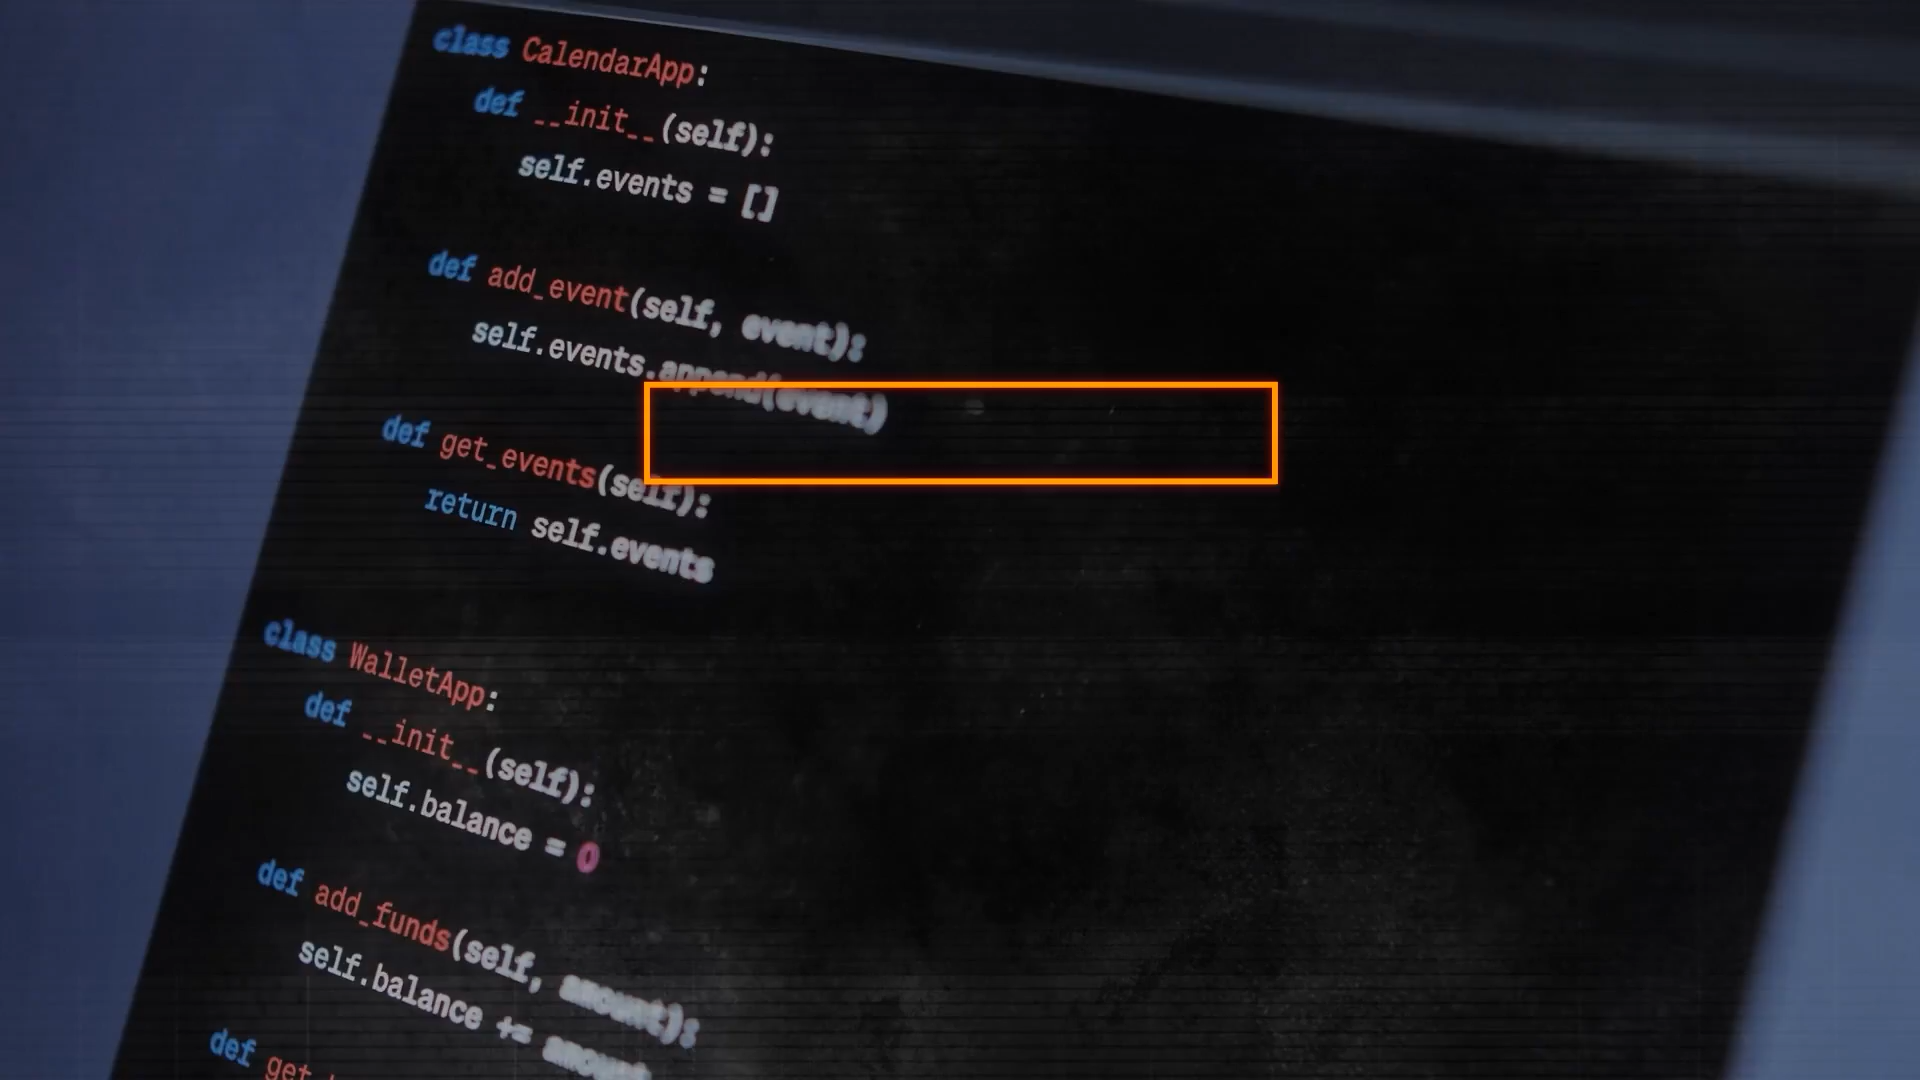 class CalendarApp:
def __init__(self):
self.events = []
def add_event(self, event):
self.events.append(event)
def get_events(self):
return self.events
class WalletApp:
def __init__(self):
self.balance = 0
def add_funds(self, amount):
self.balance += amount
def get